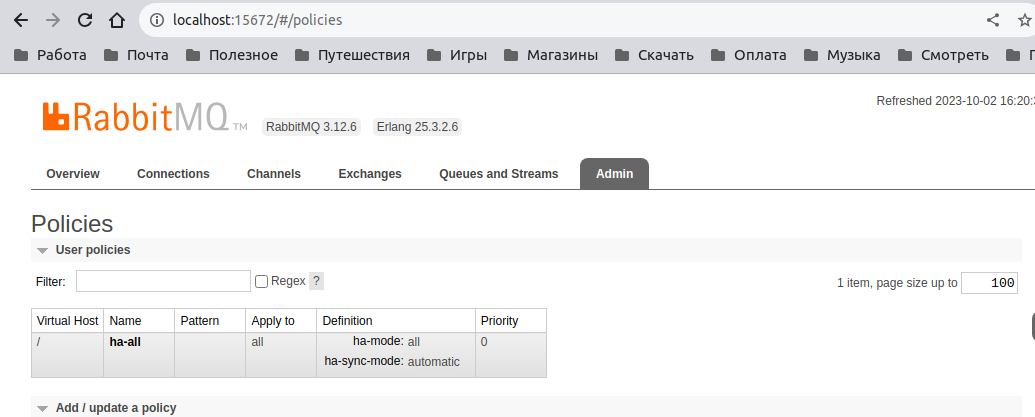 localhost:15672/#/policies
Работа Почта Полезное Путешествия Игры Магазины Скачать Оплата Музыка Смотреть
Refreshed 2023-10-02 16:20:
RabbitMQ TM RabbitMQ 3.12.6 Erlang 25.3.2.6
Overview Connections Channels Exchanges Queues and Streams Admin
Policies
User policies
Filter: Regex ? 1 item, page size up to 100
Virtual Host Name Pattern Apply to Definition Priority
/ ha-all all ha-mode: all 0
ha-sync-mode: automatic
Add / update a policy